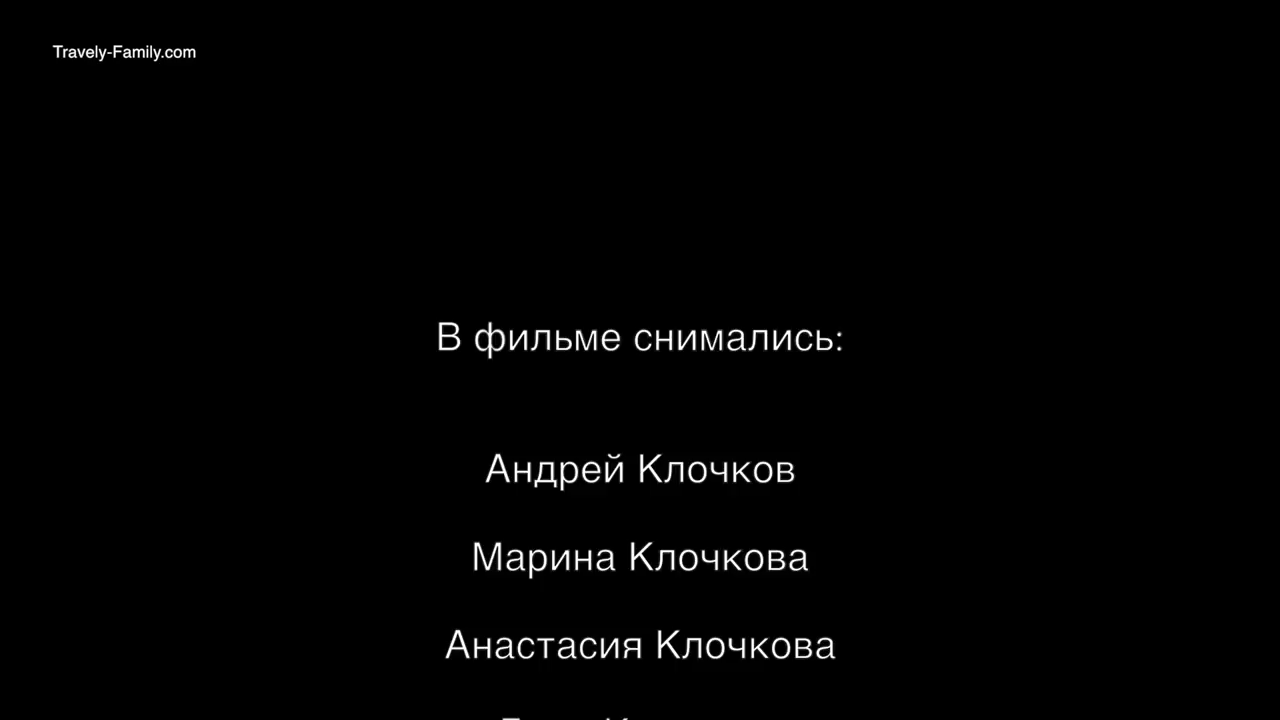 Travely-Family.com
В фильме снимались:
Андрей Клочков
Марина Клочкова
Анастасия Клочкова